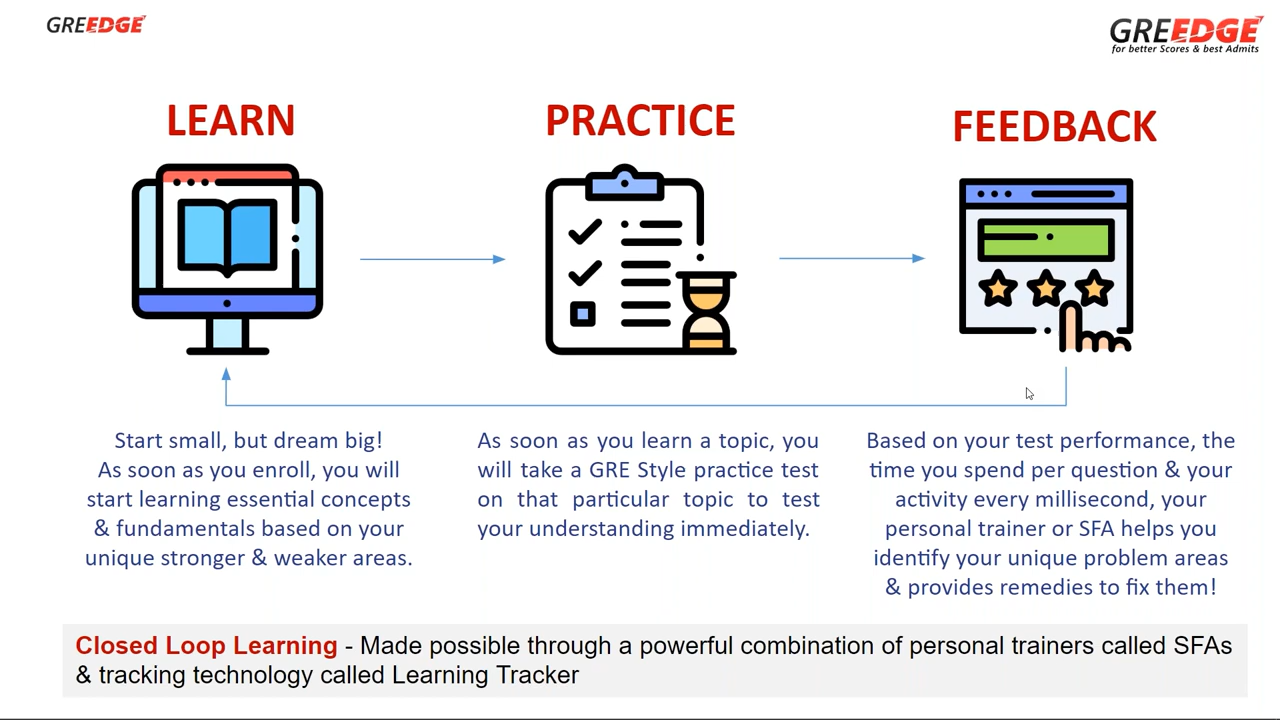 GREEDGE
GREEDGE
for better Scores & best Admits
LEARN
PRACTICE
FEEDBACK
Start small, but dream big!
As soon as you enroll, you will
start learning essential concepts
& fundamentals based on your
unique stronger & weaker areas.
As soon as you learn a topic, you
will take a GRE Style practice test
on that particular topic to test
your understanding immediately.
Based on your test performance, the
time you spend per question & your
activity every millisecond, your
personal trainer or SFA helps you
identify your unique problem areas
& provides remedies to fix them!
Closed Loop Learning - Made possible through a powerful combination of personal trainers called SFAs
& tracking technology called Learning Tracker